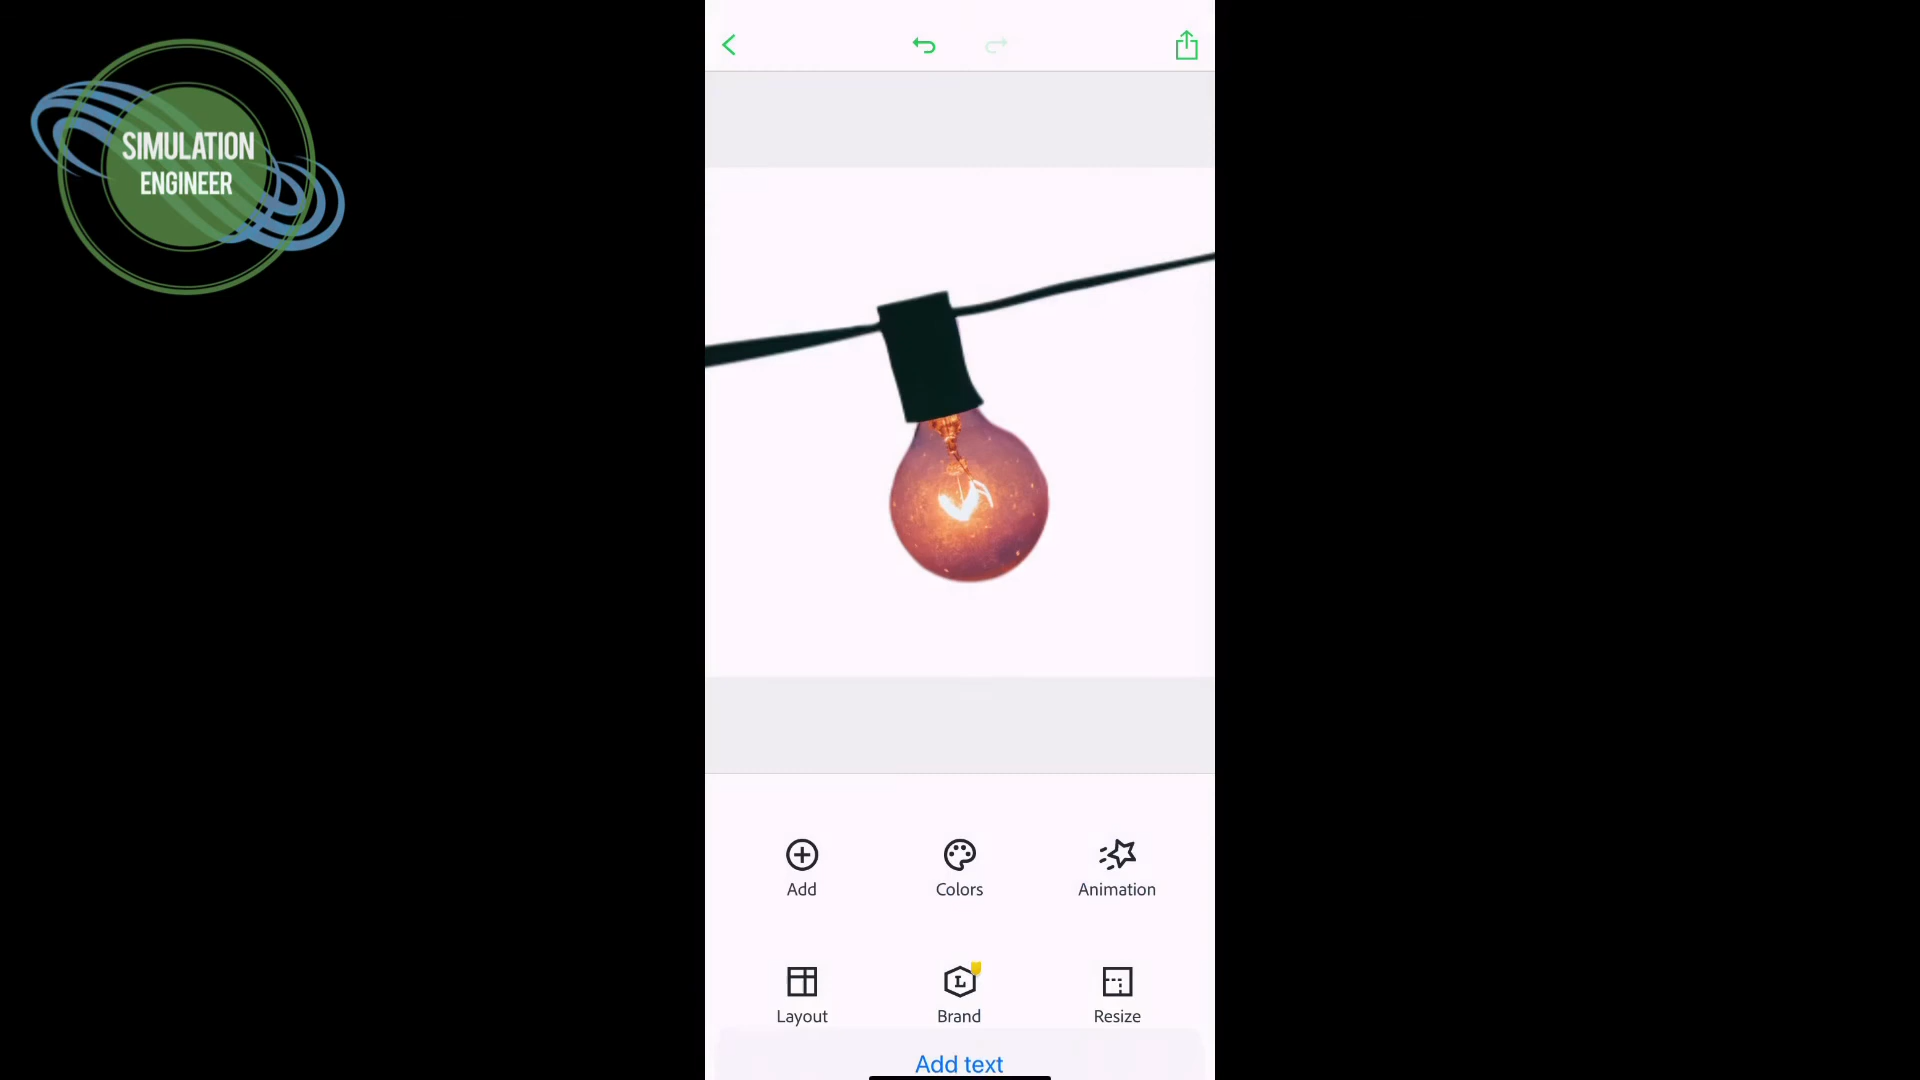 SIMULATION
ENGINEER
Add
Colors
Animation
Layout
Brand
Resize
Add text